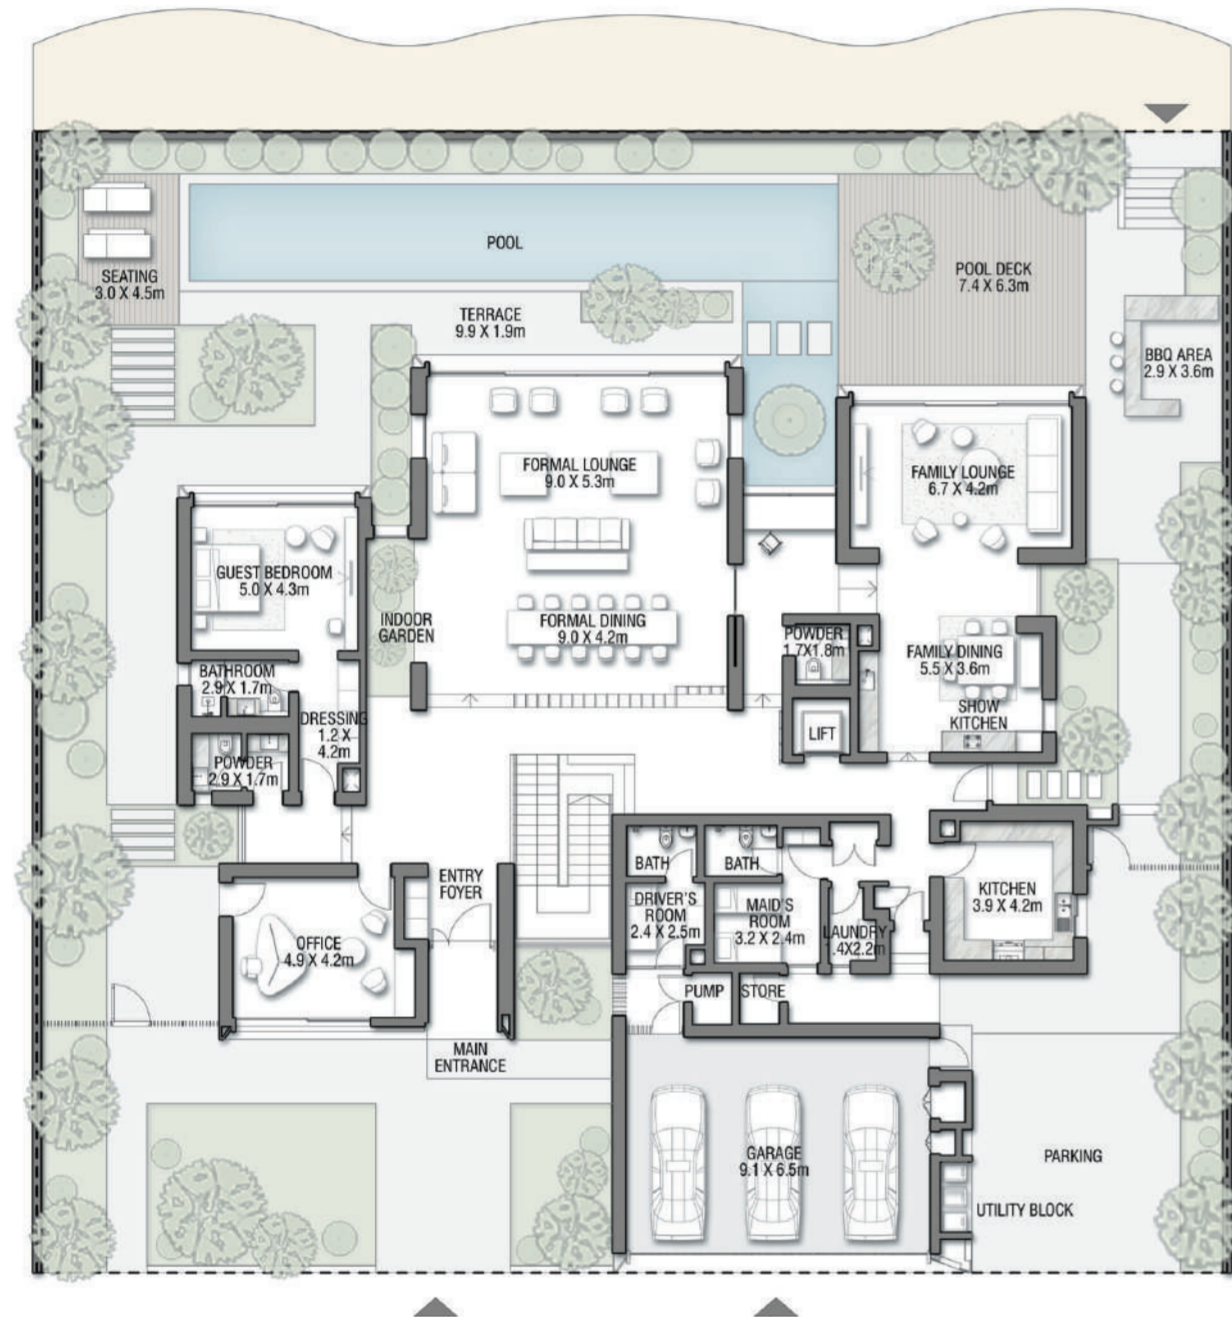 POOL
SEATING
3.0 X 4.5m
POOL DECK
7.4 X 6.3m
TERRACE
9.9 X 1.9m
BBQ AREA
2.9 X 3.6m
FORMAL LOUNGE
9.0 X 5.3m
FAMILY LOUNGE
6.7 X 4.2m
GUEST BEDROOM
5.0 X 4.3m
INDOOR
GARDEN
FORMAL DINING
9.0 X 4.2m
POWDER
1.7X1.8m
FAMILY DINING
5.5 X 3.6m
BATHROOM
2.9 X 1.7m
DRESSING
1.2 X
4.2m
SHOW
KITCHEN
LIFT
POWDER
2.9 X 1.7m
BATH
BATH
ENTRY
FOYER
DRIVER'S
ROOM
2.4 X 2.5m
MAID'S
ROOM
3.2 X 2.4m
KITCHEN
3.9 X 4.2m
LAUNDRY
1.4X2.2m
OFFICE
4.9 X 4.2m
PUMP
STORE
MAIN
ENTRANCE
GARAGE
9.1 X 6.5m
PARKING
UTILITY BLOCK